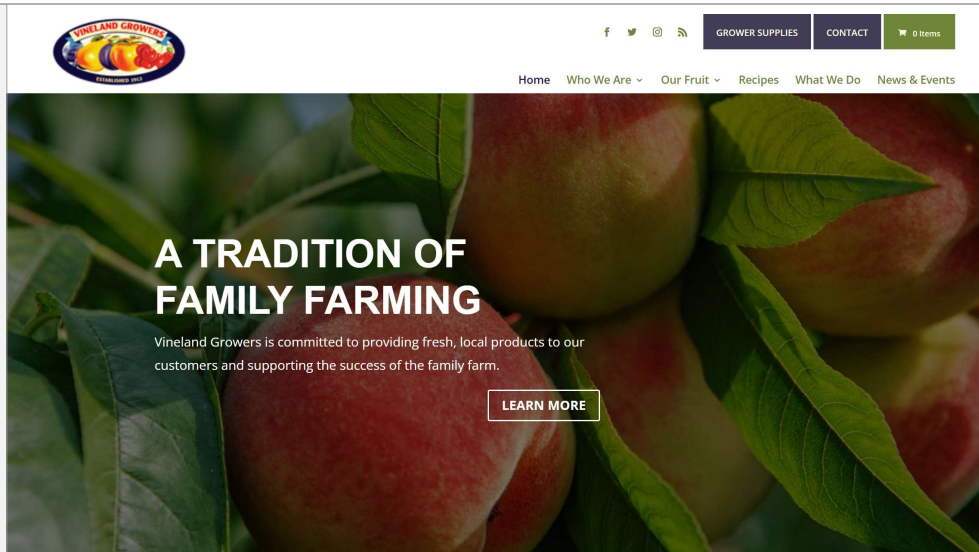 VINELAND GROWERS
ESTABLISHED 1913
GROWER SUPPLIES
CONTACT
0 Items
Home
Who We Are
Our Fruit
Recipes
What We Do
News & Events
A TRADITION OF
FAMILY FARMING
Vineland Growers is committed to providing fresh, local products to our
customers and supporting the success of the family farm.
LEARN MORE